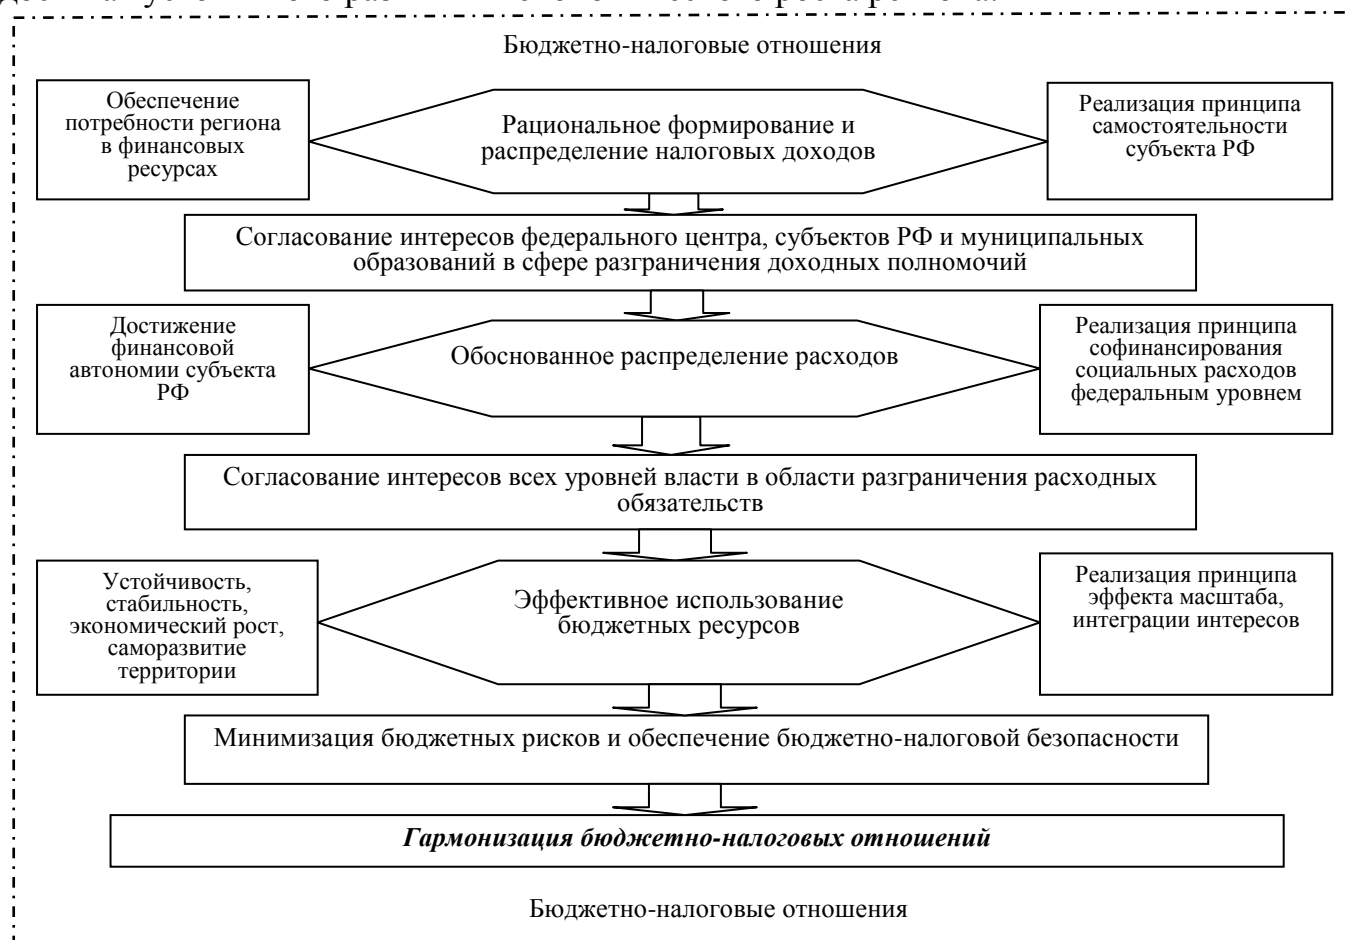 Бюджетно-налоговые отношения
Обеспечение
потребности региона
в финансовых
ресурсах
Рациональное формирование и
распределение налоговых доходов
Реализация принципа
самостоятельности
субъекта РФ
Согласование интересов федерального центра, субъектов РФ и муниципальных
образований в сфере разграничения доходных полномочий
Достижение
финансовой
автономии субъекта
РФ
Обоснованное распределение расходов
Реализация принципа
софинансирования
социальных расходов
федеральным уровнем
Согласование интересов всех уровней власти в области разграничения расходных
обязательств
Устойчивость,
стабильность,
экономический рост,
саморазвитие
территории
Эффективное использование
бюджетных ресурсов
Реализация принципа
эффекта масштаба,
интеграции интересов
Минимизация бюджетных рисков и обеспечение бюджетно-налоговой безопасности
Гармонизация бюджетно-налоговых отношений
Бюджетно-налоговые отношения